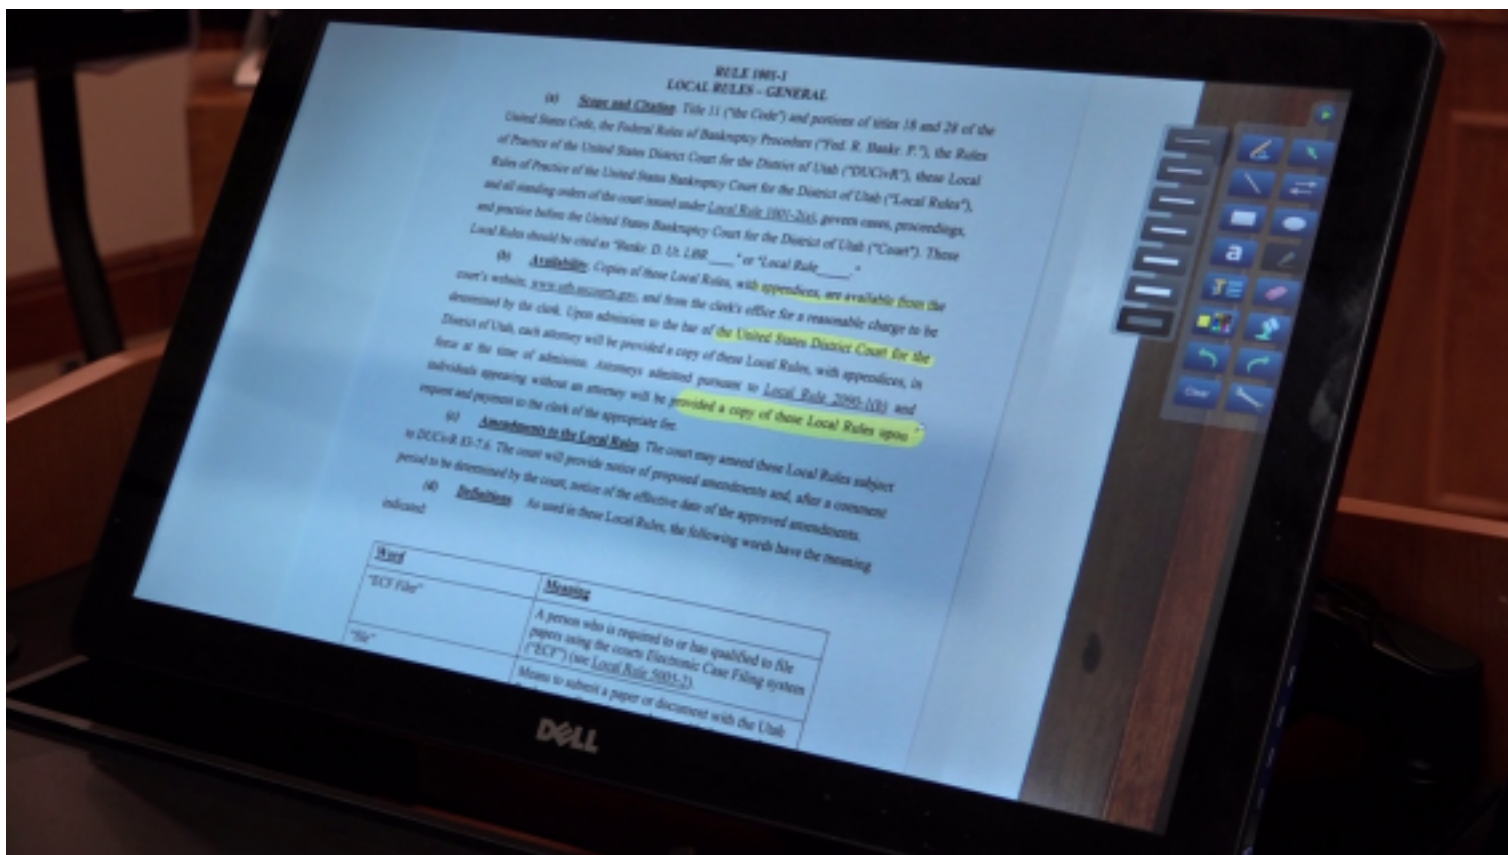 RULE 1001-1
LOCAL RULES – GENERAL
(a) Scope and Citation. Title 11 ("the Code") and portions of titles 18 and 28 of the
United States Code, the Federal Rules of Bankruptcy Procedure ("Fed. R. Bankr. P."), the Rules
of Practice of the United States District Court for the District of Utah ("DUCivR"), these Local
Rules of Practice of the United States Bankruptcy Court for the District of Utah ("Local Rules"),
and all standing orders of the court issued under Local Rule 1001-2(a), govern cases, proceedings,
and practice before the United States Bankruptcy Court for the District of Utah ("Court"). These
Local Rules should be cited as "Bankr. D. Ut. LBR____" or "Local Rule_____."
(b) Availability. Copies of these Local Rules, with appendices, are available from the
court's website, www.utb.uscourts.gov, and from the clerk's office for a reasonable charge to be
determined by the clerk. Upon admission to the bar of the United States District Court for the
District of Utah, each attorney will be provided a copy of these Local Rules, with appendices, in
force at the time of admission. Attorneys admitted pursuant to Local Rule 2090-1(b) and
individuals appearing without an attorney will be provided a copy of these Local Rules upon
request and payment to the clerk of the appropriate fee.
(c) Amendments to the Local Rules. The court may amend these Local Rules subject
to DUCivR 83-7.6. The court will provide notice of proposed amendments and, after a comment
period to be determined by the court, notice of the effective date of the approved amendments.
(d) Definitions. As used in these Local Rules, the following words have the meaning
indicated:
Word Meaning
"ECF Filer" A person who is required to or has qualified to file
papers using the courts Electronic Case Filing system
("ECF") (see Local Rule 5005-2).
"file" Means to submit a paper or document with the Utah
a
T
Clear
DELL